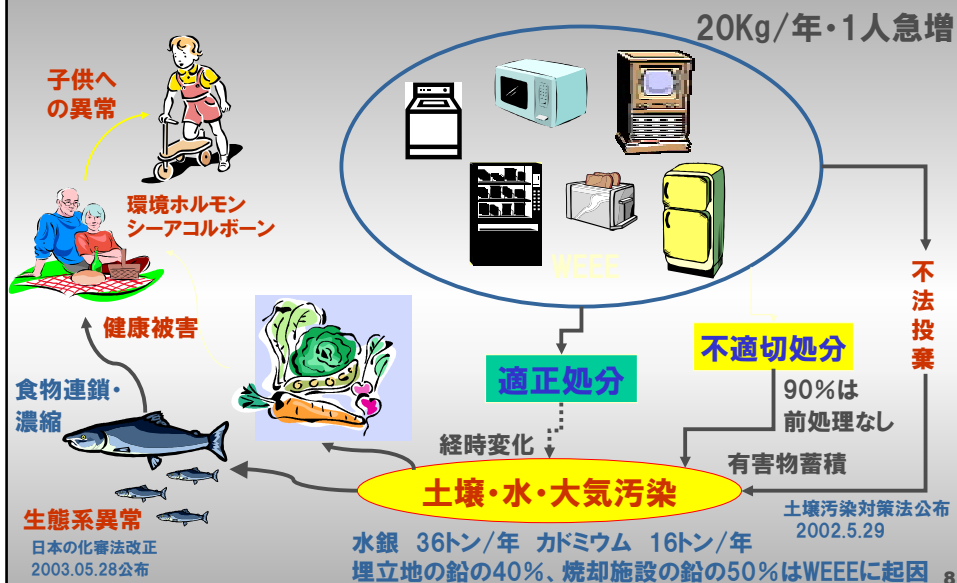 20Kg/年・1人急増
子供へ
の異常
環境ホルモン
シーアコルボーン
WEEE
不法投棄
健康被害
適正処分
不適切処分
90%は
前処理なし
食物連鎖・
濃縮
経時変化
有害物蓄積
土壌・水・大気汚染
土壌汚染対策法公布
2002.5.29
生態系異常
日本の化審法改正
2003.05.28公布
水銀 36トン/年 カドミウム 16トン/年
埋立地の鉛の40%、焼却施設の鉛の50%はWEEEに起因
8